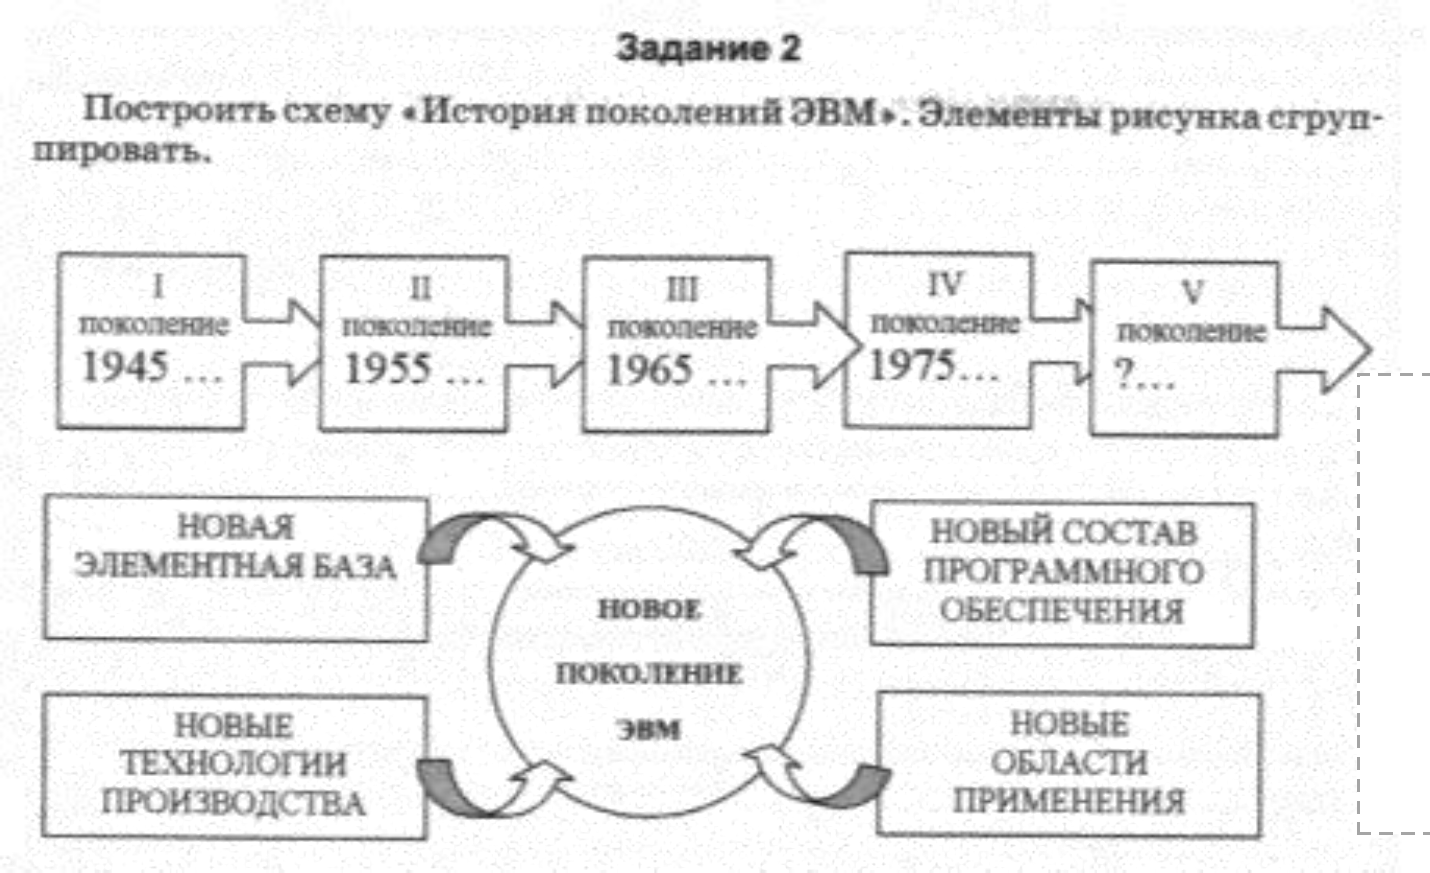 Задание 2
Построить схему «История поколений ЭВМ». Элементы рисунка сгруп-
пировать.
I
поколение
1945 ...
II
поколение
1955 ...
III
поколение
1965 ...
IV
поколение
1975...
V
поколение
?...
НОВАЯ
ЭЛЕМЕНТНАЯ БАЗА
НОВЫЙ СОСТАВ
ПРОГРАММНОГО
ОБЕСПЕЧЕНИЯ
НОВОЕ
ПОКОЛЕНИЕ
ЭВМ
НОВЫЕ
ТЕХНОЛОГИИ
ПРОИЗВОДСТВА
НОВЫЕ
ОБЛАСТИ
ПРИМЕНЕНИЯ